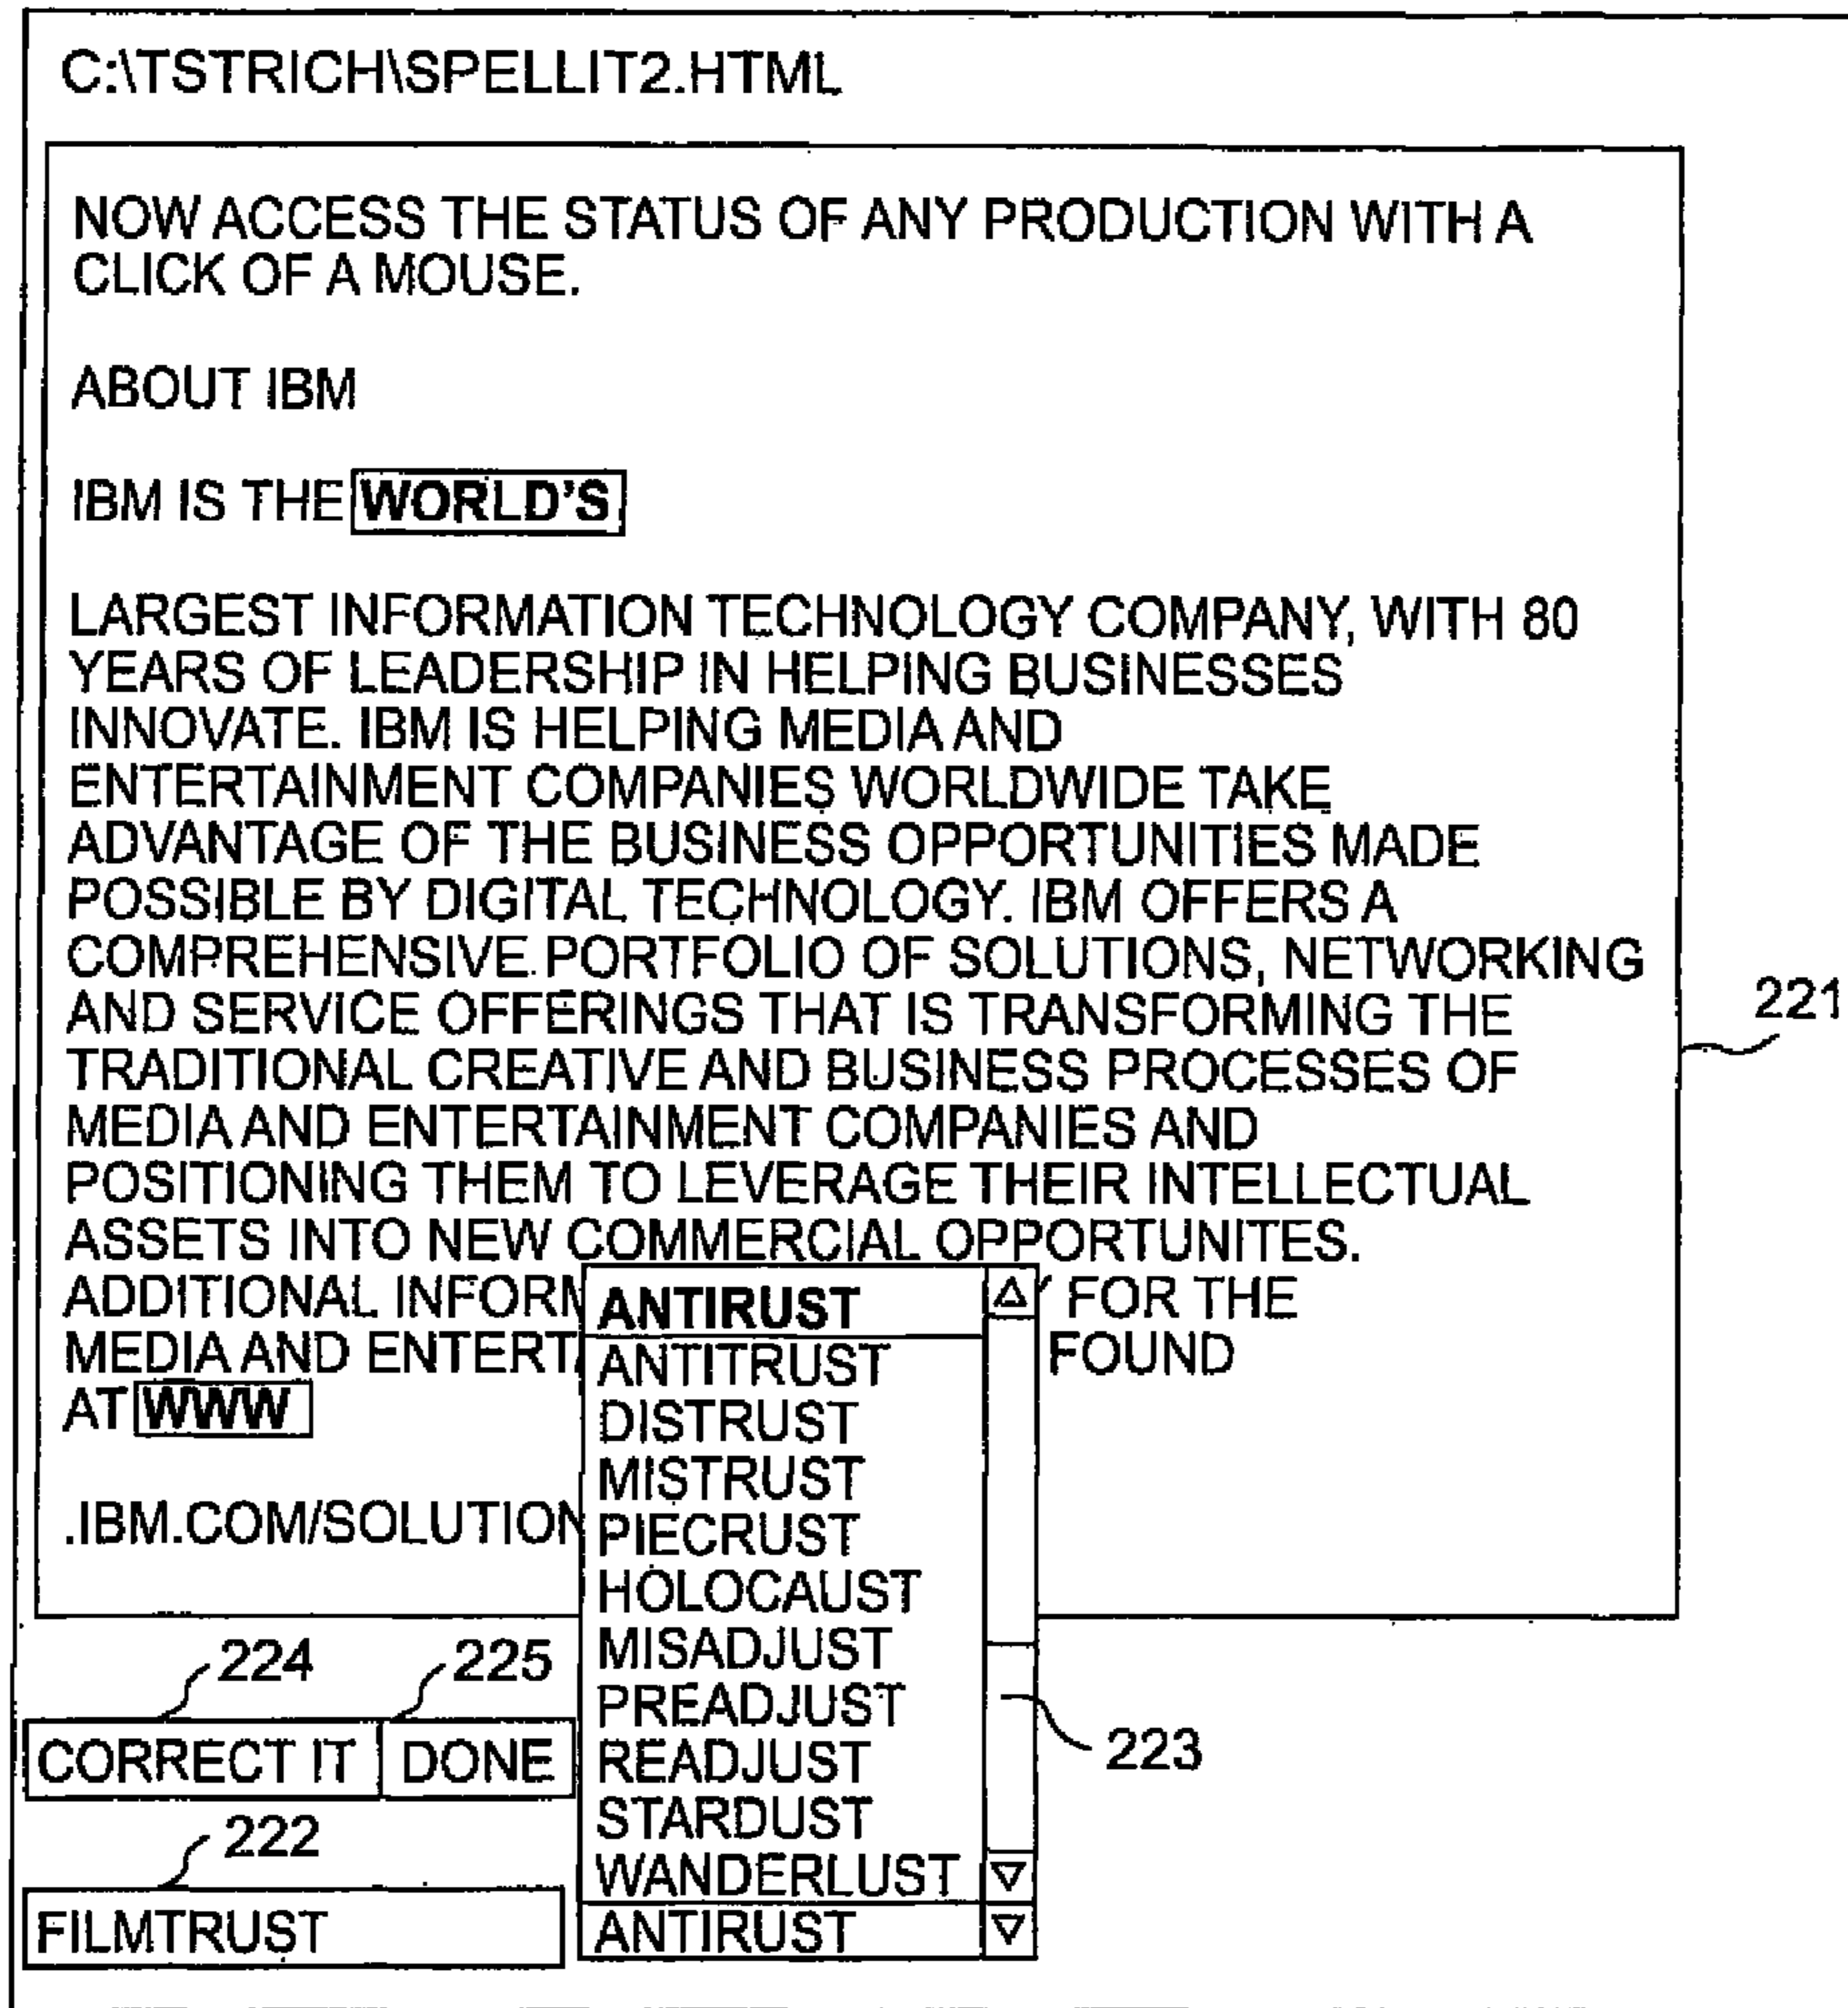 C:\TSTRICH\SPELLIT2.HTML
NOW ACCESS THE STATUS OF ANY PRODUCTION WITH A
CLICK OF A MOUSE.
ABOUT IBM
IBM IS THE WORLD'S
LARGEST INFORMATION TECHNOLOGY COMPANY, WITH 80
YEARS OF LEADERSHIP IN HELPING BUSINESSES
INNOVATE. IBM IS HELPING MEDIA AND
ENTERTAINMENT COMPANIES WORLDWIDE TAKE
ADVANTAGE OF THE BUSINESS OPPORTUNITIES MADE
POSSIBLE BY DIGITAL TECHNOLOGY. IBM OFFERS A
COMPREHENSIVE PORTFOLIO OF SOLUTIONS, NETWORKING
AND SERVICE OFFERINGS THAT IS TRANSFORMING THE
TRADITIONAL CREATIVE AND BUSINESS PROCESSES OF
MEDIA AND ENTERTAINMENT COMPANIES AND
POSITIONING THEM TO LEVERAGE THEIR INTELLECTUAL
ASSETS INTO NEW COMMERCIAL OPPORTUNITES.
ADDITIONAL INFORM FOR THE
MEDIA AND ENTERTA FOUND
AT WWW
.IBM.COM/SOLUTION
221
ANTIRUST
ANTITRUST
DISTRUST
MISTRUST
PIECRUST
HOLOCAUST
MISADJUST
PREADJUST
READJUST
STARDUST
WANDERLUST
ANTIRUST
223
224
225
CORRECT IT
DONE
222
FILMTRUST